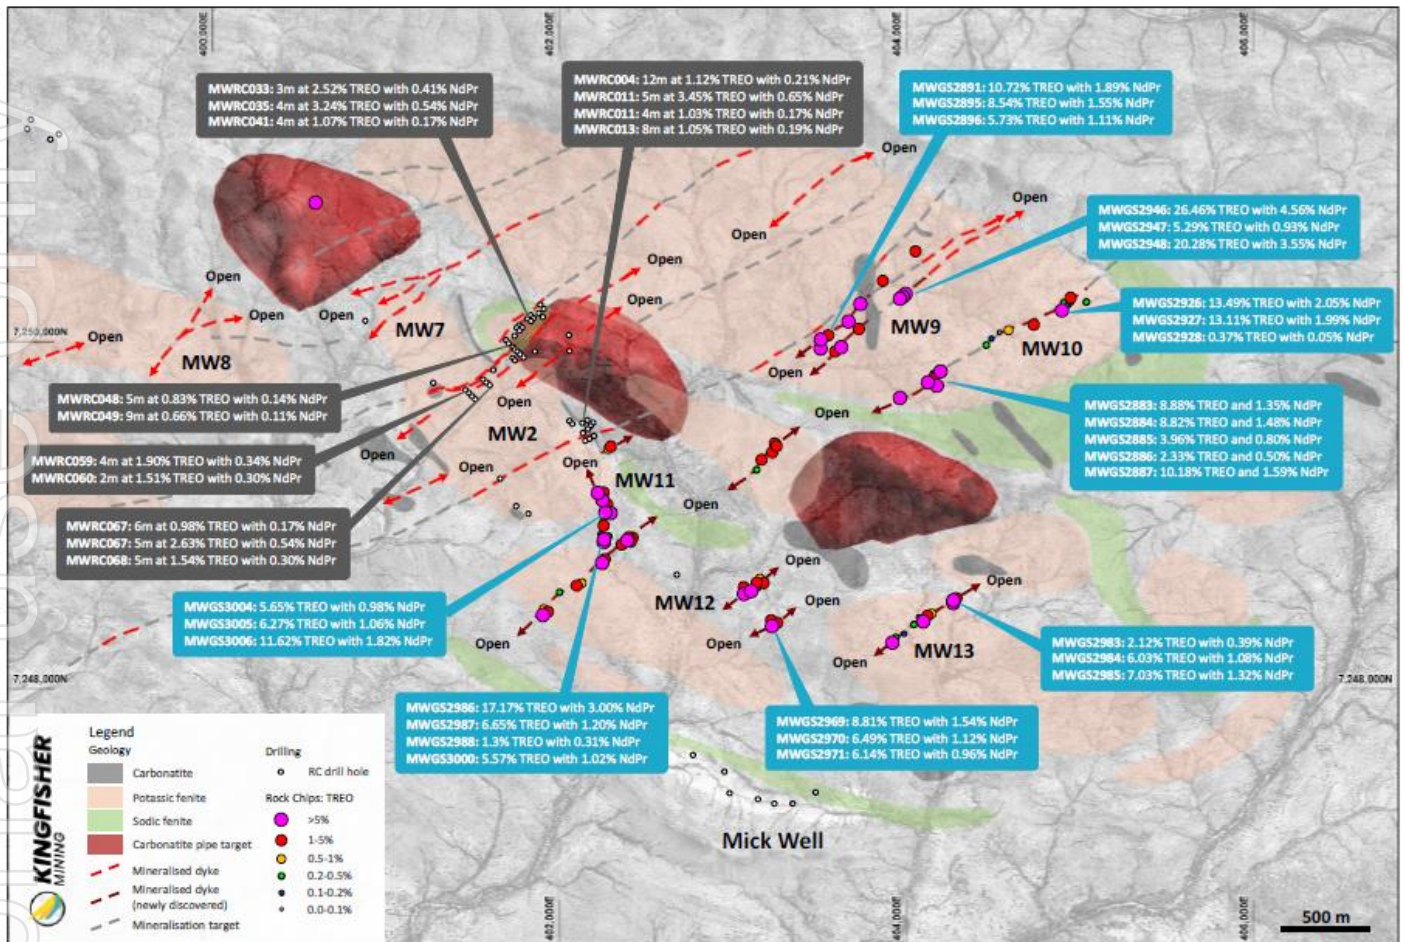 400,000E
402,000E
404,000E
406,000E
MWRC033: 3m at 2.52% TREO with 0.41% NdPr
MWRC035: 4m at 3.24% TREO with 0.54% NdPr
MWRC041: 4m at 1.07% TREO with 0.17% NdPr
MWRC004: 12m at 1.12% TREO with 0.21% NdPr
MWRC011: 5m at 3.45% TREO with 0.65% NdPr
MWRC011: 4m at 1.03% TREO with 0.17% NdPr
MWRC013: 8m at 1.05% TREO with 0.19% NdPr
MWGS2891: 10.72% TREO with 1.89% NdPr
MWGS2895: 8.54% TREO with 1.55% NdPr
MWGS2896: 5.73% TREO with 1.11% NdPr
Open
Open
Open
MWGS2946: 26.46% TREO with 4.56% NdPr
MWGS2947: 5.29% TREO with 0.93% NdPr
MWGS2948: 20.28% TREO with 3.55% NdPr
Open
Open
Open
Open
Open
Open
7,250,000N
MW7
MW8
MW9
MW10
MWGS2926: 13.49% TREO with 2.05% NdPr
MWGS2927: 13.11% TREO with 1.99% NdPr
MWGS2928: 0.37% TREO with 0.05% NdPr
Open
Open
Open
MWRC048: 5m at 0.83% TREO with 0.14% NdPr
MWRC049: 9m at 0.66% TREO with 0.11% NdPr
MW2
MWGS2883: 8.88% TREO and 1.35% NdPr
MWGS2884: 8.82% TREO and 1.48% NdPr
MWGS2885: 3.96% TREO and 0.80% NdPr
MWGS2886: 2.33% TREO and 0.50% NdPr
MWGS2887: 10.18% TREO and 1.59% NdPr
MWRC059: 4m at 1.90% TREO with 0.34% NdPr
MWRC060: 2m at 1.51% TREO with 0.30% NdPr
Open
Open
Open
MW11
Open
MWRC067: 6m at 0.98% TREO with 0.17% NdPr
MWRC067: 5m at 2.63% TREO with 0.54% NdPr
MWRC068: 5m at 1.54% TREO with 0.30% NdPr
MWGS3004: 5.65% TREO with 0.98% NdPr
MWGS3005: 6.27% TREO with 1.06% NdPr
MWGS3006: 11.62% TREO with 1.82% NdPr
Open
MW12
Open
Open
Open
Open
Open
MW13
MWGS2983: 2.12% TREO with 0.39% NdPr
MWGS2984: 6.03% TREO with 1.08% NdPr
MWGS2985: 7.03% TREO with 1.32% NdPr
7,248,000N
7,248,000N
MWGS2986: 17.17% TREO with 3.00% NdPr
MWGS2987: 6.65% TREO with 1.20% NdPr
MWGS2988: 1.3% TREO with 0.31% NdPr
MWGS3000: 5.57% TREO with 1.02% NdPr
MWGS2969: 8.81% TREO with 1.54% NdPr
MWGS2970: 6.49% TREO with 1.12% NdPr
MWGS2971: 6.14% TREO with 0.96% NdPr
Mick Well
KINGFISHER
MINING
Legend
Geology
Carbonatite
Potassic fenite
Sodic fenite
Carbonatite pipe target
Mineralised dyke
Mineralised dyke
(newly discovered)
Mineralisation target
Drilling
RC drill hole
Rock Chips: TREO
>5%
1-5%
0.5-1%
0.2-0.5%
0.1-0.2%
0.0-0.1%
402,000E
404,000E
406,000E
500 m